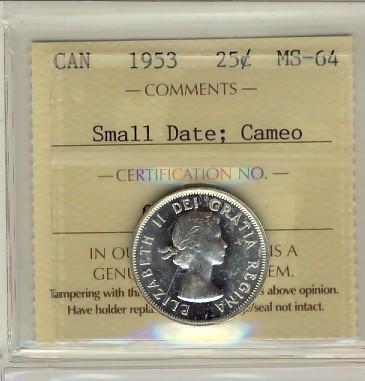 CAN 1953 25¢ MS-64
— COMMENTS —
Small Date; Cameo
— CERTIFICATION NO. —
ELIZABETH II DEI GRATIA REGINA
IN IS A
Tampering with above opinion.
Have holder /seal not intact.